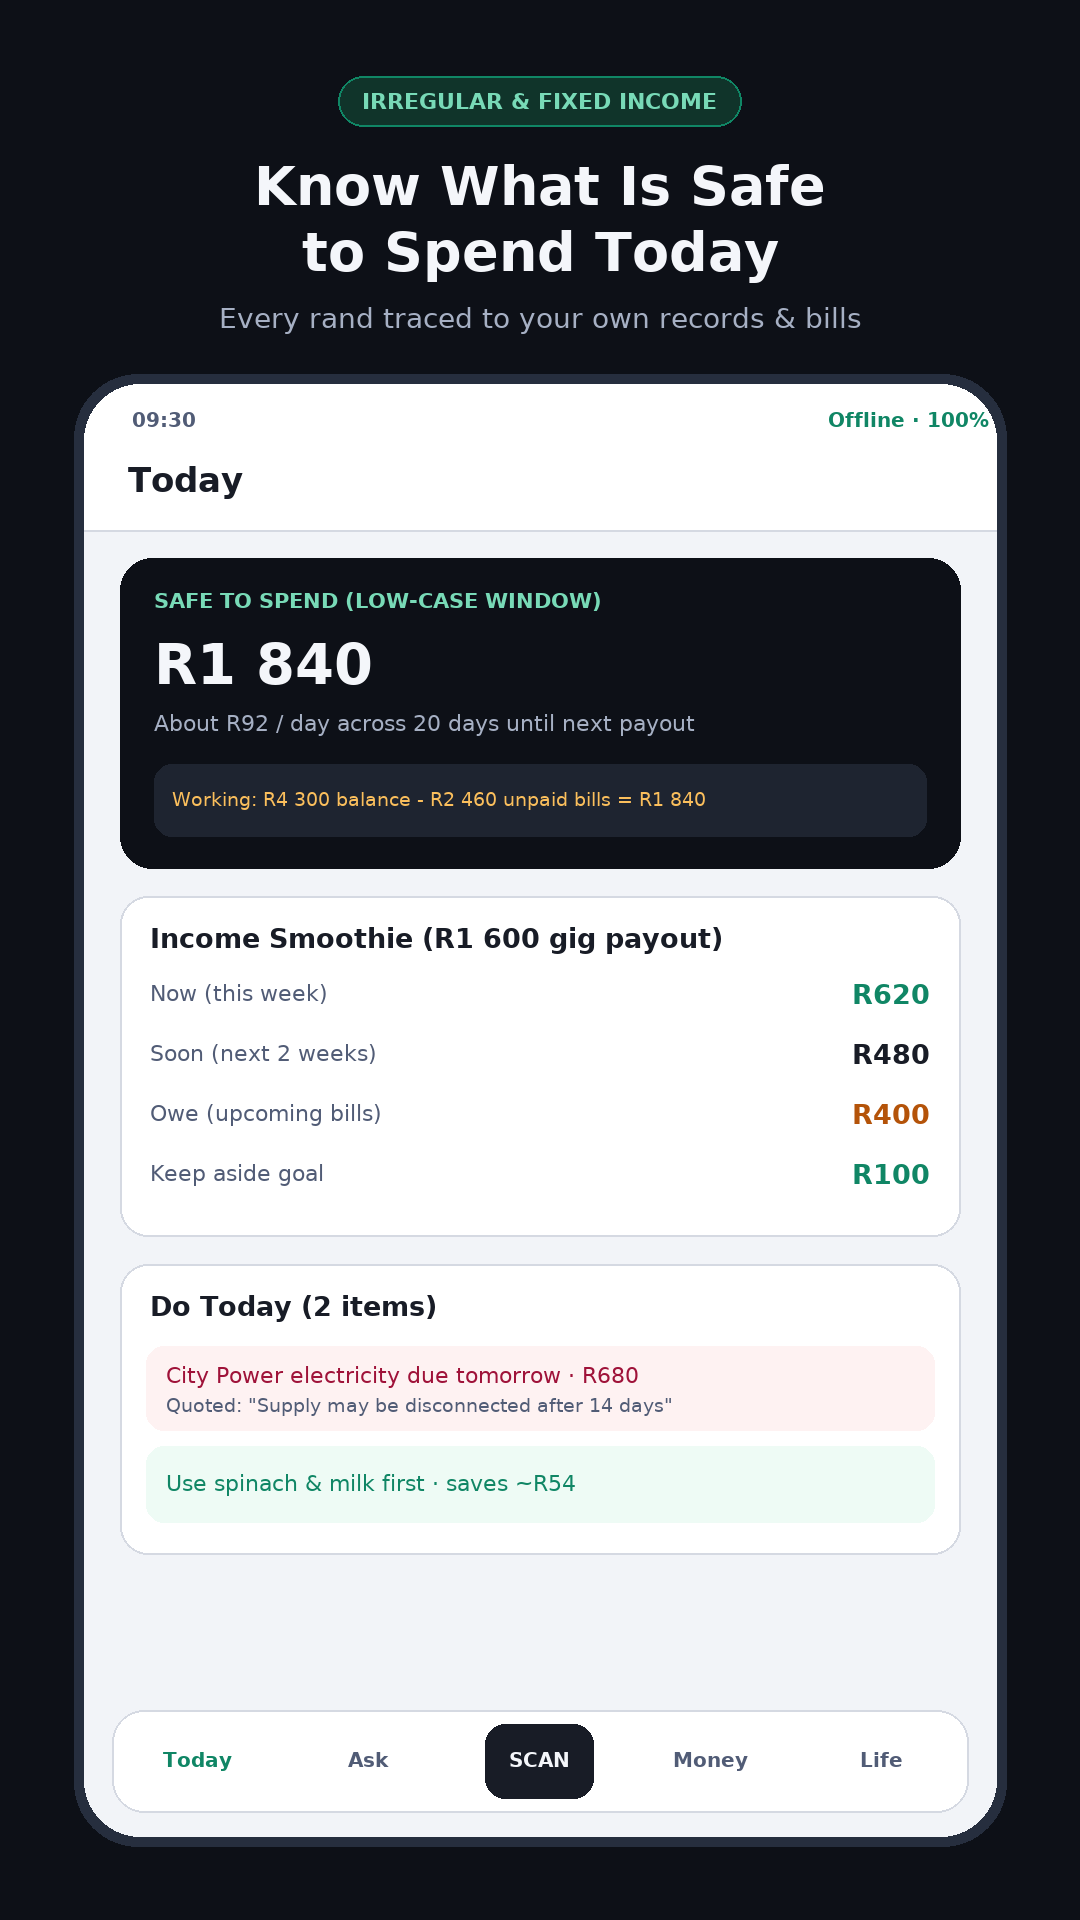 IRREGULAR & FIXED INCOME
Know What Is Safe
to Spend Today
Every rand traced to your own records & bills
09:30
Offline · 100%
Today
SAFE TO SPEND (LOW-CASE WINDOW)
R1 840
About R92 / day across 20 days until next payout
Working: R4 300 balance - R2 460 unpaid bills = R1 840
Income Smoothie (R1 600 gig payout)
Now (this week) R620
Soon (next 2 weeks) R480
Owe (upcoming bills) R400
Keep aside goal R100
Do Today (2 items)
City Power electricity due tomorrow · R680
Quoted: "Supply may be disconnected after 14 days"
Use spinach & milk first · saves ~R54
Today Ask SCAN Money Life